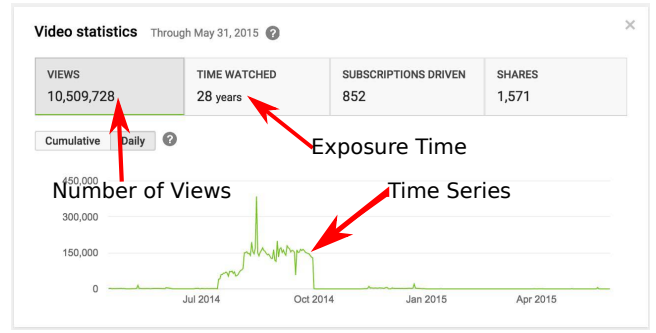 Video statistics Through May 31, 2015 ?
VIEWS TIME WATCHED SUBSCRIPTIONS DRIVEN SHARES
10,509,728 28 years 852 1,571
Cumulative Daily ?
Exposure Time
450,000
Number of Views Time Series
300,000
150,000
0
Jul 2014 Oct 2014 Jan 2015 Apr 2015